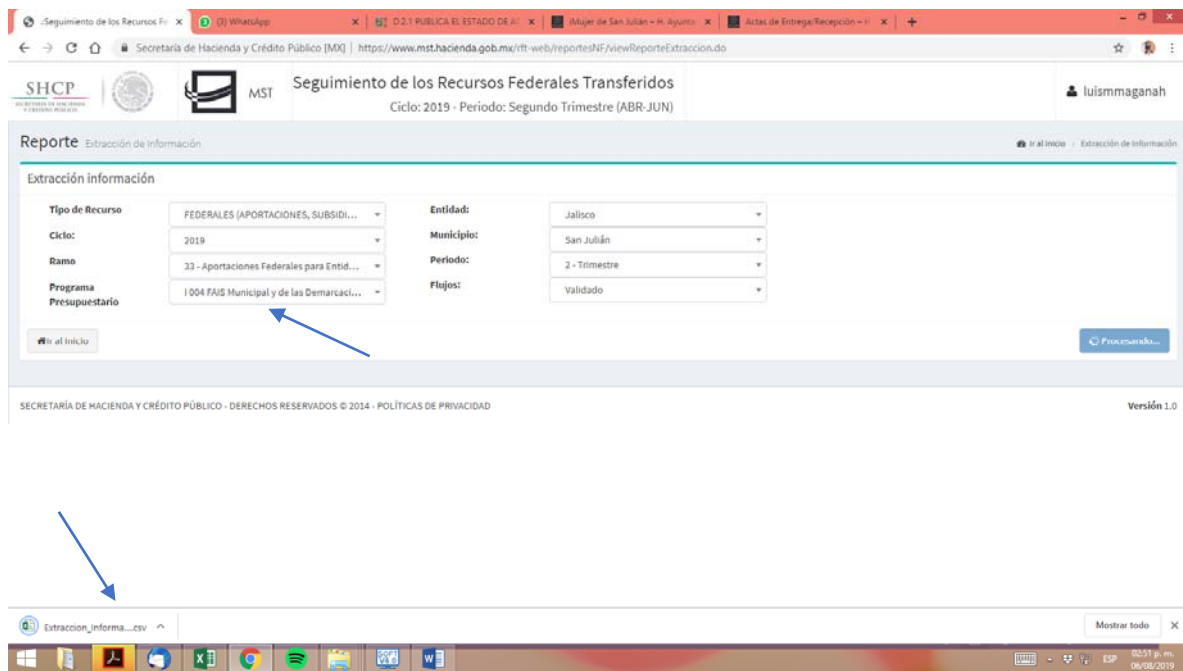 :Seguimiento de los Recursos Fe
(3) WhatsApp
D.2.1 PUBLICA EL ESTADO DE A
iMujer de San Julián – H. Ayunta
Actas de Entrega/Recepción – H
Secretaría de Hacienda y Crédito Público [MX] | https://www.mst.hacienda.gob.mx/rft-web/reportesNF/viewReporteExtraccion.do
SHCP
MST
Seguimiento de los Recursos Federales Transferidos
Ciclo: 2019 - Periodo: Segundo Trimestre (ABR-JUN)
luismmaganah
Reporte Extracción de Información
Ir al Inicio
Extracción de Información
Extracción información
Tipo de Recurso
FEDERALES (APORTACIONES, SUBSIDI...
Entidad:
Jalisco
Ciclo:
2019
Municipio:
San Julián
Ramo
33 - Aportaciones Federales para Entid...
Periodo:
2 - Trimestre
Programa
Presupuestario
I 004 FAIS Municipal y de las Demarcaci...
Flujos:
Validado
Ir al Inicio
Procesando...
SECRETARÍA DE HACIENDA Y CRÉDITO PÚBLICO - DERECHOS RESERVADOS © 2014 - POLÍTICAS DE PRIVACIDAD
Versión 1.0
Extraccion_Informa....csv
Mostrar todo
ESP
02:51 p. m.
06/08/2019